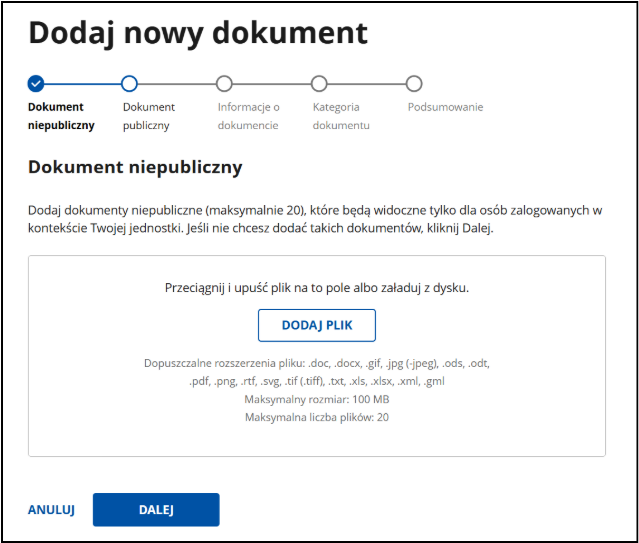 Dodaj nowy dokument
Dokument niepubliczny
Dokument publiczny
Informacje o dokumencie
Kategoria dokumentu
Podsumowanie
Dokument niepubliczny
Dodaj dokumenty niepubliczne (maksymalnie 20), które będą widoczne tylko dla osób zalogowanych w
kontekście Twojej jednostki. Jeśli nie chcesz dodać takich dokumentów, kliknij Dalej.
Przeciągnij i upuść plik na to pole albo załaduj z dysku.
DODAJ PLIK
Dopuszczalne rozszerzenia pliku: .doc, .docx, .gif, .jpg (-jpeg), .ods, .odt,
.pdf, .png, .rtf, .svg, .tif (.tiff), .txt, .xls, .xlsx, .xml, .gml
Maksymalny rozmiar: 100 MB
Maksymalna liczba plików: 20
ANULUJ
DALEJ